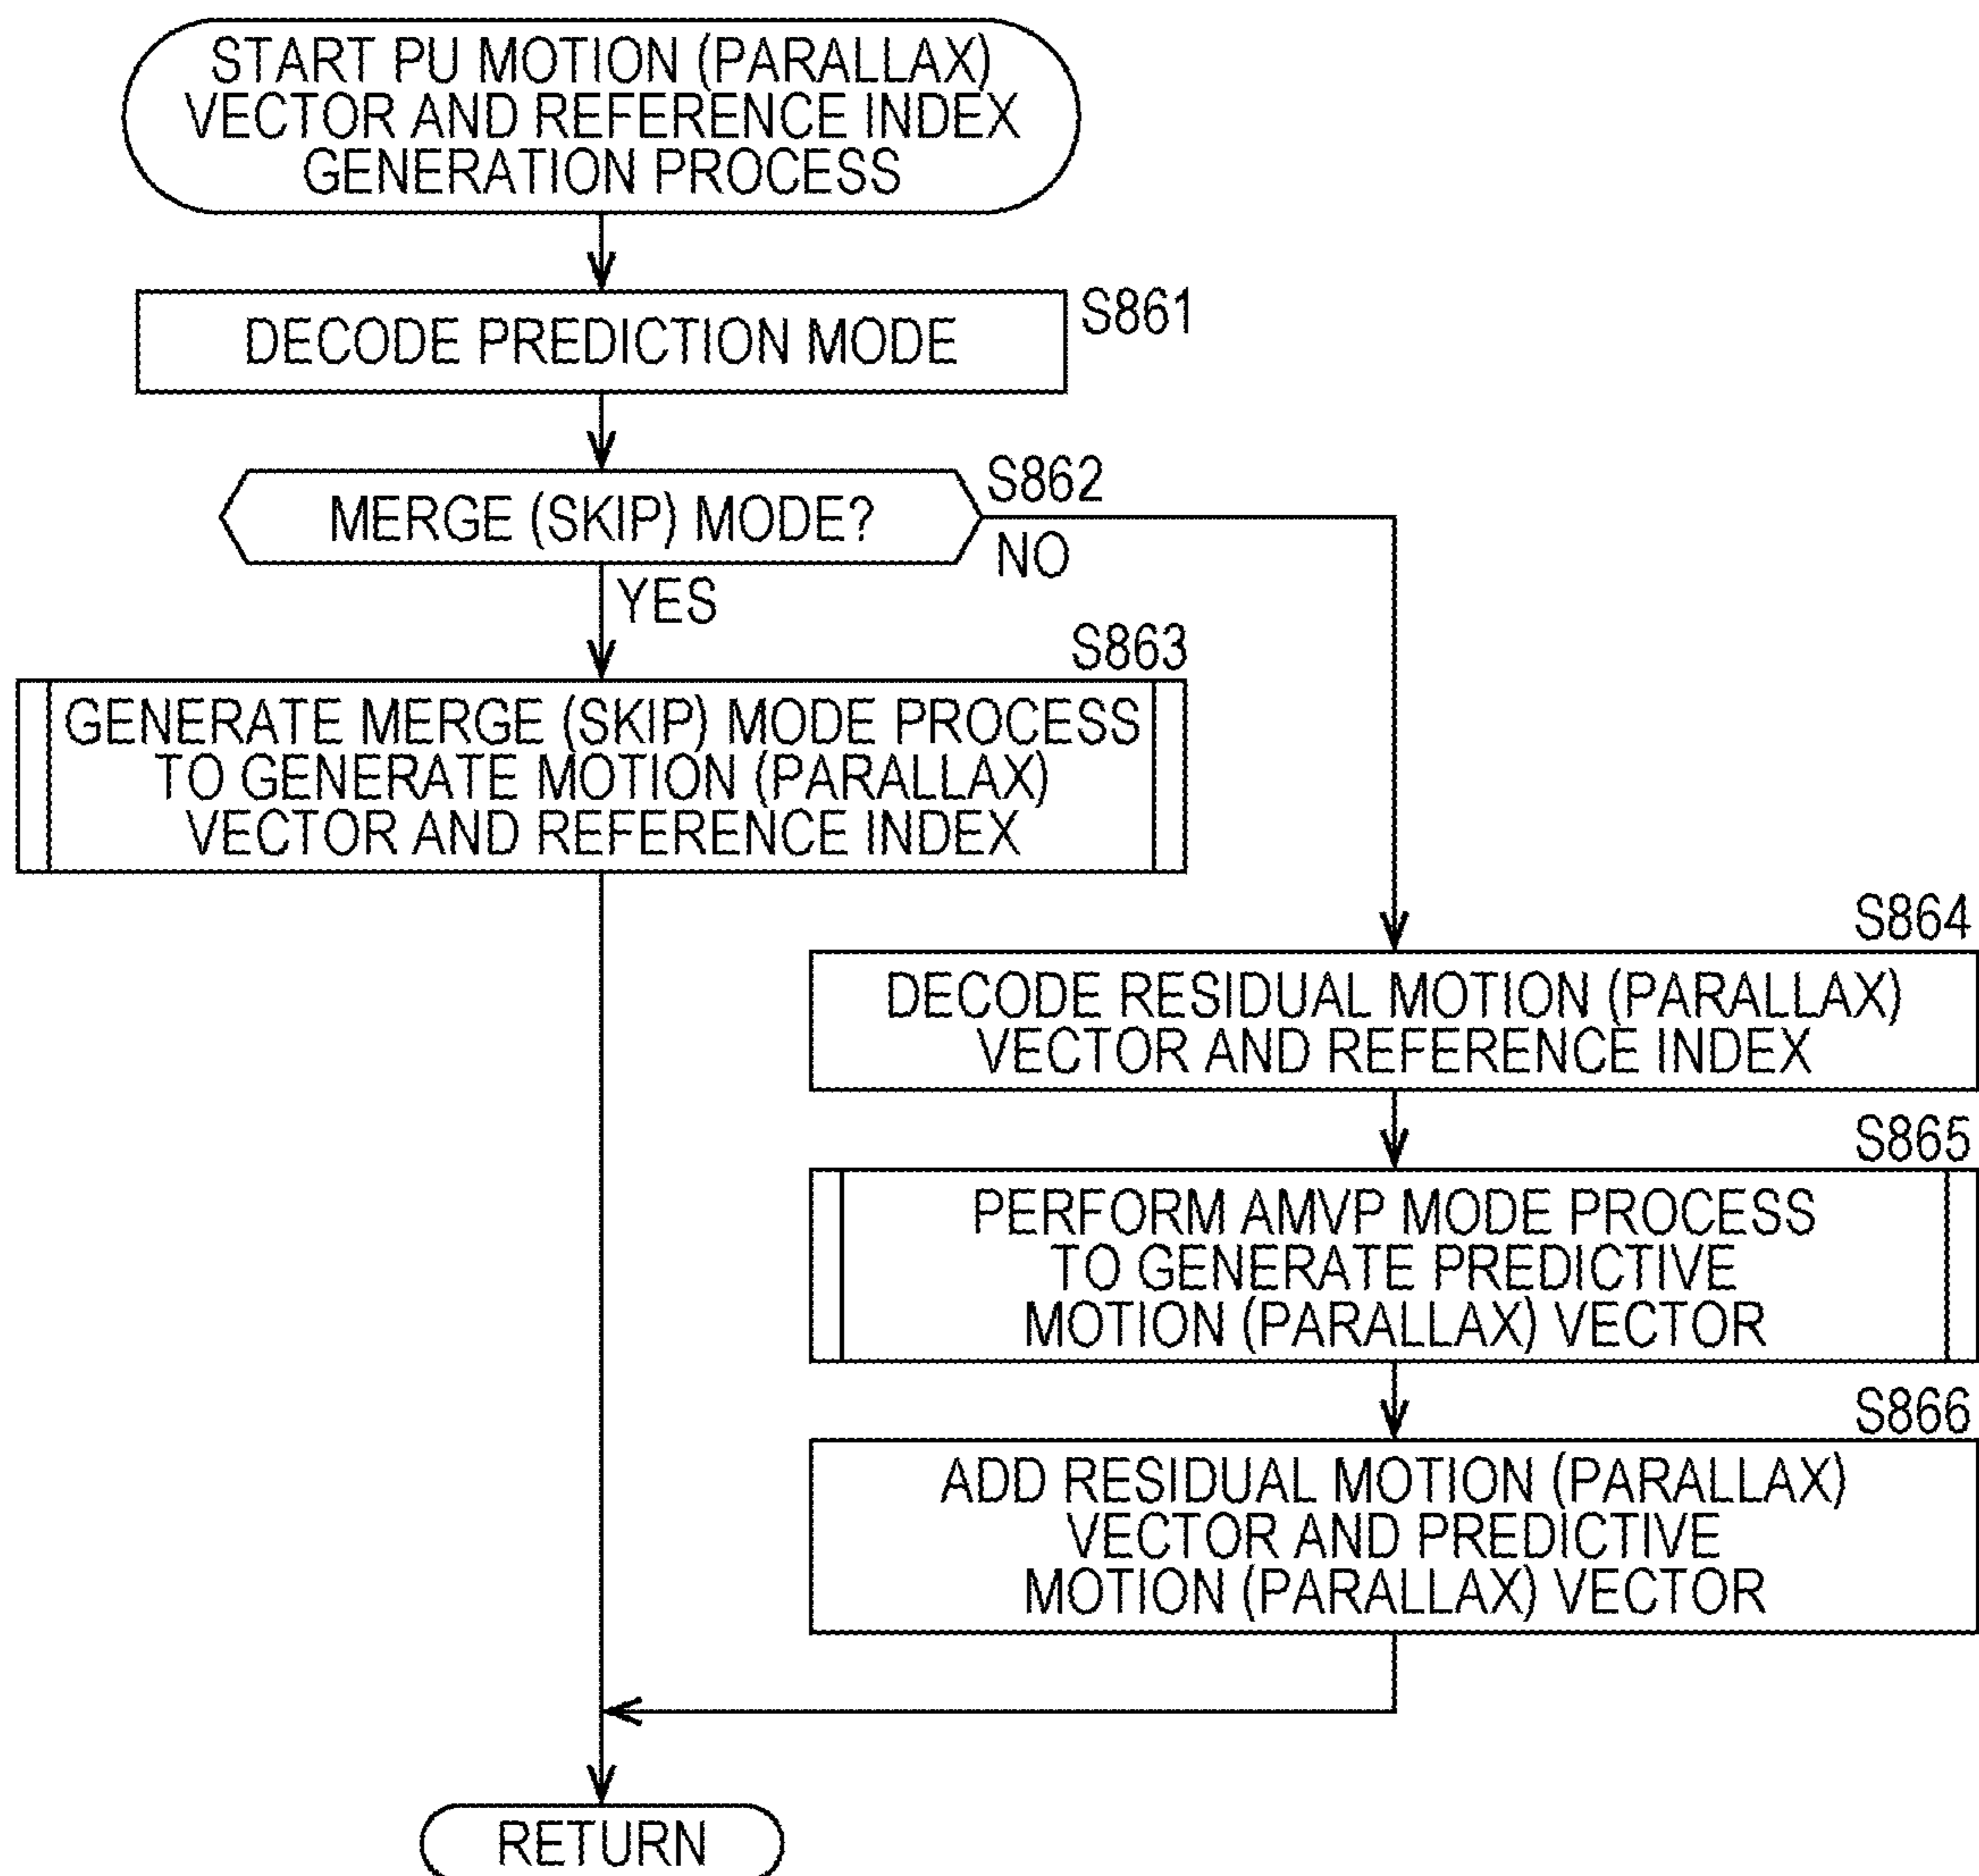 START PU MOTION (PARALLAX)
VECTOR AND REFERENCE INDEX
GENERATION PROCESS
DECODE PREDICTION MODE
S861
MERGE (SKIP) MODE?
S862
NO
YES
S863
GENERATE MERGE (SKIP) MODE PROCESS
TO GENERATE MOTION (PARALLAX)
VECTOR AND REFERENCE INDEX
S864
DECODE RESIDUAL MOTION (PARALLAX)
VECTOR AND REFERENCE INDEX
S865
PERFORM AMVP MODE PROCESS
TO GENERATE PREDICTIVE
MOTION (PARALLAX) VECTOR
S866
ADD RESIDUAL MOTION (PARALLAX)
VECTOR AND PREDICTIVE
MOTION (PARALLAX) VECTOR
RETURN